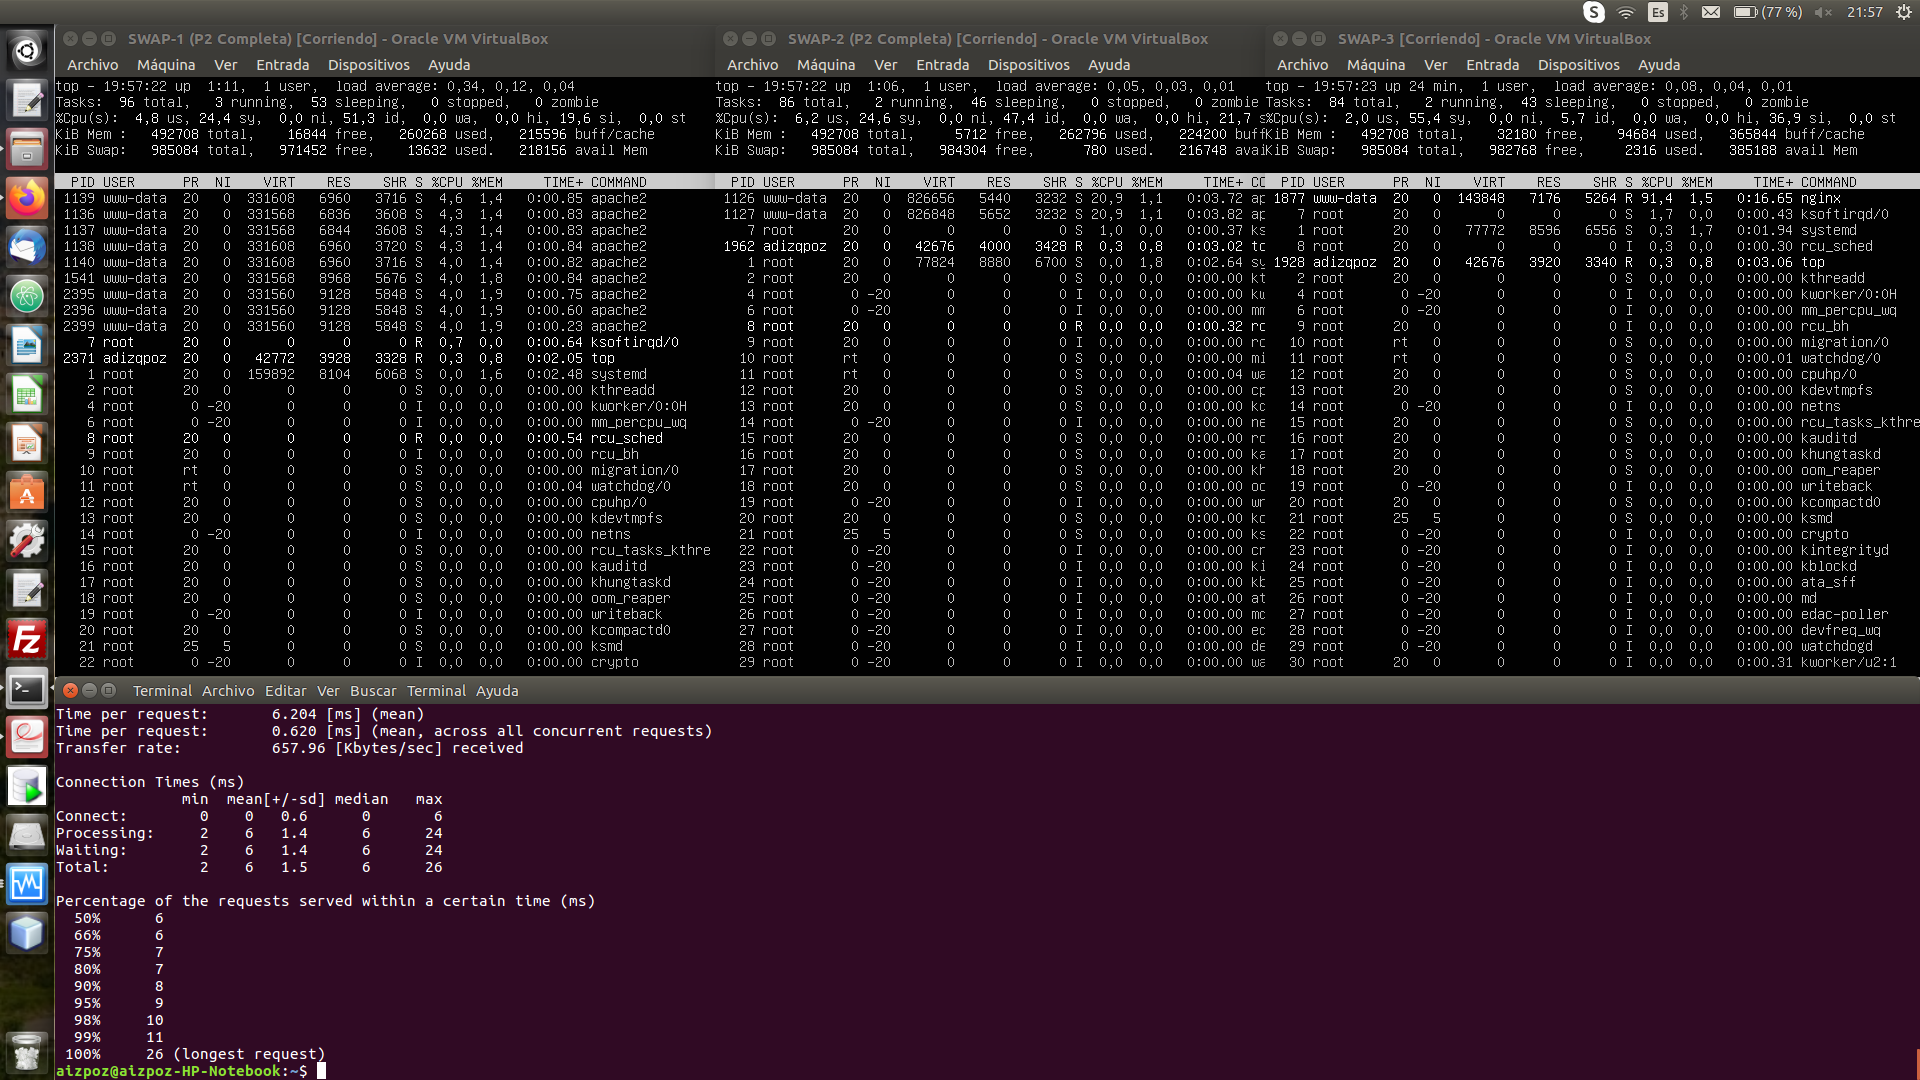 Es (77 %) 21:57
SWAP-1 (P2 Completa) [Corriendo] - Oracle VM VirtualBox
Archivo Máquina Ver Entrada Dispositivos Ayuda
top - 19:57:22 up  1:11,  1 user,  load average: 0,34, 0,12, 0,04
Tasks:  96 total,   3 running,  53 sleeping,   0 stopped,   0 zombie
%Cpu(s):  4,8 us, 24,4 sy,  0,0 ni, 51,3 id,  0,0 wa,  0,0 hi, 19,6 si,  0,0 st
KiB Mem :   492708 total,    16844 free,   260268 used,   215596 buff/cache
KiB Swap:   985084 total,   971452 free,    13632 used.   218156 avail Mem
PID USER PR NI VIRT RES SHR S %CPU %MEM TIME+ COMMAND
1139 www-data 20 0 331608 6960 3716 S 4,6 1,4 0:00.85 apache2
1136 www-data 20 0 331568 6836 3608 S 4,3 1,4 0:00.83 apache2
1137 www-data 20 0 331568 6844 3608 S 4,3 1,4 0:00.83 apache2
1138 www-data 20 0 331608 6960 3720 S 4,3 1,4 0:00.84 apache2
1140 www-data 20 0 331608 6960 3716 S 4,0 1,4 0:00.82 apache2
1541 www-data 20 0 331568 8968 5676 S 4,0 1,8 0:00.84 apache2
2395 www-data 20 0 331560 9128 5848 S 4,0 1,9 0:00.75 apache2
2396 www-data 20 0 331560 9128 5848 S 4,0 1,9 0:00.60 apache2
2399 www-data 20 0 331560 9128 5848 S 4,0 1,9 0:00.23 apache2
7 root 20 0 0 0 0 R 0,7 0,0 0:00.64 ksoftirqd/0
2371 adizqpoz 20 0 42772 3928 3328 R 0,3 0,8 0:02.05 top
1 root 20 0 159892 8104 6068 S 0,0 1,6 0:02.48 systemd
2 root 20 0 0 0 0 S 0,0 0,0 0:00.00 kthreadd
4 root 0 -20 0 0 0 I 0,0 0,0 0:00.00 kworker/0:0H
6 root 0 -20 0 0 0 I 0,0 0,0 0:00.00 mm_percpu_wq
8 root 20 0 0 0 0 R 0,0 0,0 0:00.54 rcu_sched
9 root 20 0 0 0 0 I 0,0 0,0 0:00.00 rcu_bh
10 root rt 0 0 0 0 S 0,0 0,0 0:00.00 migration/0
11 root rt 0 0 0 0 S 0,0 0,0 0:00.04 watchdog/0
12 root 20 0 0 0 0 S 0,0 0,0 0:00.00 cpuhp/0
13 root 20 0 0 0 0 S 0,0 0,0 0:00.00 kdevtmpfs
14 root 0 -20 0 0 0 I 0,0 0,0 0:00.00 netns
15 root 20 0 0 0 0 S 0,0 0,0 0:00.00 rcu_tasks_kthre
16 root 20 0 0 0 0 S 0,0 0,0 0:00.00 kauditd
17 root 20 0 0 0 0 S 0,0 0,0 0:00.00 khungtaskd
18 root 20 0 0 0 0 S 0,0 0,0 0:00.00 oom_reaper
19 root 0 -20 0 0 0 I 0,0 0,0 0:00.00 writeback
20 root 20 0 0 0 0 S 0,0 0,0 0:00.00 kcompactd0
21 root 25 5 0 0 0 S 0,0 0,0 0:00.00 ksmd
22 root 0 -20 0 0 0 I 0,0 0,0 0:00.00 crypto
SWAP-2 (P2 Completa) [Corriendo] - Oracle VM VirtualBox
Archivo Máquina Ver Entrada Dispositivos Ayuda
top - 19:57:22 up  1:06,  1 user,  load average: 0,05, 0,03, 0,01
Tasks:  86 total,   2 running,  46 sleeping,   0 stopped,   0 zombie
%Cpu(s):  6,2 us, 24,6 sy,  0,0 ni, 47,4 id,  0,0 wa,  0,0 hi, 21,7 s
KiB Mem :   492708 total,     5712 free,   262796 used,   224200 buff
KiB Swap:   985084 total,   984304 free,      780 used.   216748 avai
PID USER PR NI VIRT RES SHR S %CPU %MEM TIME+ CO
1126 www-data 20 0 826656 5440 3232 S 20,9 1,1 0:03.72 ap
1127 www-data 20 0 826848 5652 3232 S 20,9 1,1 0:03.82 ap
7 root 20 0 0 0 0 S 1,0 0,0 0:00.37 ks
1962 adizqpoz 20 0 42676 4000 3428 R 0,3 0,8 0:03.02 to
1 root 20 0 77824 8880 6700 S 0,0 1,8 0:02.64 sy
2 root 20 0 0 0 0 S 0,0 0,0 0:00.00 kt
4 root 0 -20 0 0 0 I 0,0 0,0 0:00.00 kw
6 root 0 -20 0 0 0 I 0,0 0,0 0:00.00 mm
8 root 20 0 0 0 0 R 0,0 0,0 0:00.32 rc
9 root 20 0 0 0 0 I 0,0 0,0 0:00.00 rc
10 root rt 0 0 0 0 S 0,0 0,0 0:00.00 mi
11 root rt 0 0 0 0 S 0,0 0,0 0:00.04 wa
12 root 20 0 0 0 0 S 0,0 0,0 0:00.00 cp
13 root 20 0 0 0 0 S 0,0 0,0 0:00.00 kd
14 root 0 -20 0 0 0 I 0,0 0,0 0:00.00 ne
15 root 20 0 0 0 0 S 0,0 0,0 0:00.00 rc
16 root 20 0 0 0 0 S 0,0 0,0 0:00.00 ka
17 root 20 0 0 0 0 S 0,0 0,0 0:00.00 kh
18 root 20 0 0 0 0 S 0,0 0,0 0:00.00 oo
19 root 0 -20 0 0 0 I 0,0 0,0 0:00.00 wr
20 root 20 0 0 0 0 S 0,0 0,0 0:00.00 kc
21 root 25 5 0 0 0 S 0,0 0,0 0:00.00 ks
22 root 0 -20 0 0 0 I 0,0 0,0 0:00.00 cr
23 root 0 -20 0 0 0 I 0,0 0,0 0:00.00 ki
24 root 0 -20 0 0 0 I 0,0 0,0 0:00.00 kb
25 root 0 -20 0 0 0 I 0,0 0,0 0:00.00 at
26 root 0 -20 0 0 0 I 0,0 0,0 0:00.00 md
27 root 0 -20 0 0 0 I 0,0 0,0 0:00.00 ed
28 root 0 -20 0 0 0 I 0,0 0,0 0:00.00 de
29 root 0 -20 0 0 0 I 0,0 0,0 0:00.00 wa
SWAP-3 [Corriendo] - Oracle VM VirtualBox
Archivo Máquina Ver Entrada Dispositivos Ayuda
top - 19:57:23 up 24 min,  1 user,  load average: 0,08, 0,04, 0,01
Tasks:  84 total,   2 running,  43 sleeping,   0 stopped,   0 zombie
%Cpu(s):  2,0 us, 55,4 sy,  0,0 ni,  5,7 id,  0,0 wa,  0,0 hi, 36,9 si,  0,0 st
KiB Mem :   492708 total,    32180 free,    94684 used,   365844 buff/cache
KiB Swap:   985084 total,   982768 free,     2316 used.   385188 avail Mem
PID USER PR NI VIRT RES SHR S %CPU %MEM TIME+ COMMAND
1877 www-data 20 0 143848 7176 5264 R 91,4 1,5 0:16.65 nginx
7 root 20 0 0 0 0 S 1,7 0,0 0:00.43 ksoftirqd/0
1 root 20 0 77772 8596 6556 S 0,3 1,7 0:01.94 systemd
8 root 20 0 0 0 0 I 0,3 0,0 0:00.30 rcu_sched
1928 adizqpoz 20 0 42676 3920 3340 R 0,3 0,8 0:03.06 top
2 root 20 0 0 0 0 S 0,0 0,0 0:00.00 kthreadd
4 root 0 -20 0 0 0 I 0,0 0,0 0:00.00 kworker/0:0H
6 root 0 -20 0 0 0 I 0,0 0,0 0:00.00 mm_percpu_wq
9 root 20 0 0 0 0 I 0,0 0,0 0:00.00 rcu_bh
10 root rt 0 0 0 0 S 0,0 0,0 0:00.00 migration/0
11 root rt 0 0 0 0 S 0,0 0,0 0:00.01 watchdog/0
12 root 20 0 0 0 0 S 0,0 0,0 0:00.00 cpuhp/0
13 root 20 0 0 0 0 S 0,0 0,0 0:00.00 kdevtmpfs
14 root 0 -20 0 0 0 I 0,0 0,0 0:00.00 netns
15 root 20 0 0 0 0 S 0,0 0,0 0:00.00 rcu_tasks_kthre
16 root 20 0 0 0 0 S 0,0 0,0 0:00.00 kauditd
17 root 20 0 0 0 0 S 0,0 0,0 0:00.00 khungtaskd
18 root 20 0 0 0 0 S 0,0 0,0 0:00.00 oom_reaper
19 root 0 -20 0 0 0 I 0,0 0,0 0:00.00 writeback
20 root 20 0 0 0 0 S 0,0 0,0 0:00.00 kcompactd0
21 root 25 5 0 0 0 S 0,0 0,0 0:00.00 ksmd
22 root 0 -20 0 0 0 I 0,0 0,0 0:00.00 crypto
23 root 0 -20 0 0 0 I 0,0 0,0 0:00.00 kintegrityd
24 root 0 -20 0 0 0 I 0,0 0,0 0:00.00 kblockd
25 root 0 -20 0 0 0 I 0,0 0,0 0:00.00 ata_sff
26 root 0 -20 0 0 0 I 0,0 0,0 0:00.00 md
27 root 0 -20 0 0 0 I 0,0 0,0 0:00.00 edac-poller
28 root 0 -20 0 0 0 I 0,0 0,0 0:00.00 devfreq_wq
29 root 0 -20 0 0 0 I 0,0 0,0 0:00.00 watchdogd
30 root 20 0 0 0 0 I 0,0 0,0 0:00.31 kworker/u2:1
Terminal Archivo Editar Ver Buscar Terminal Ayuda
Time per request:       6.204 [ms] (mean)
Time per request:       0.620 [ms] (mean, across all concurrent requests)
Transfer rate:          657.96 [Kbytes/sec] received
Connection Times (ms)
min  mean[+/-sd] median   max
Connect:        0    0   0.6      0       6
Processing:     2    6   1.4      6      24
Waiting:        2    6   1.4      6      24
Total:          2    6   1.5      6      26
Percentage of the requests served within a certain time (ms)
50%      6
66%      6
75%      7
80%      7
90%      8
95%      9
98%     10
99%     11
100%     26 (longest request)
aizpoz@aizpoz-HP-Notebook:~$